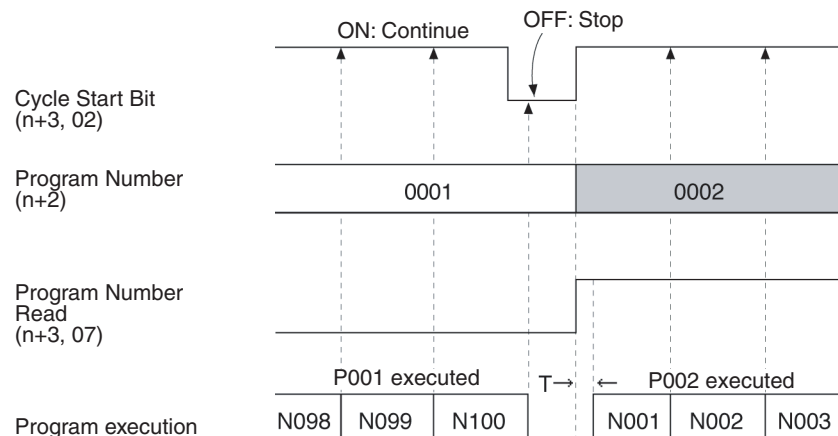 ON: Continue
OFF: Stop
Cycle Start Bit
(n+3, 02)
Program Number
(n+2)
0001
0002
Program Number
Read
(n+3, 07)
P001 executed
T
P002 executed
Program execution
N098
N099
N100
N001
N002
N003